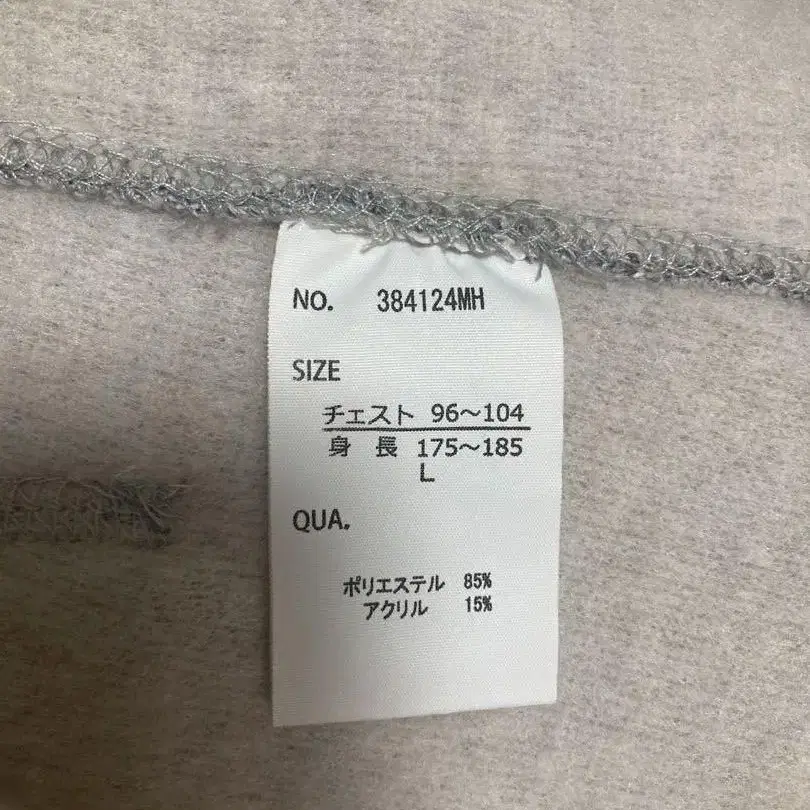 NO. 384124MH
SIZE
チェスト 96～104
身 長 175～185
L
QUA.
ポリエステル 85%
アクリル 15%